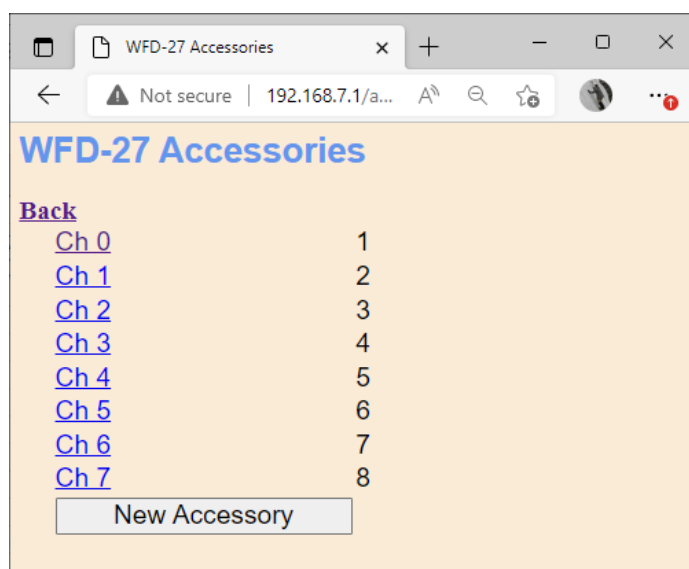 WFD-27 Accessories
Not secure | 192.168.7.1/a...
WFD-27 Accessories
Back
Ch 0 1
Ch 1 2
Ch 2 3
Ch 3 4
Ch 4 5
Ch 5 6
Ch 6 7
Ch 7 8
New Accessory